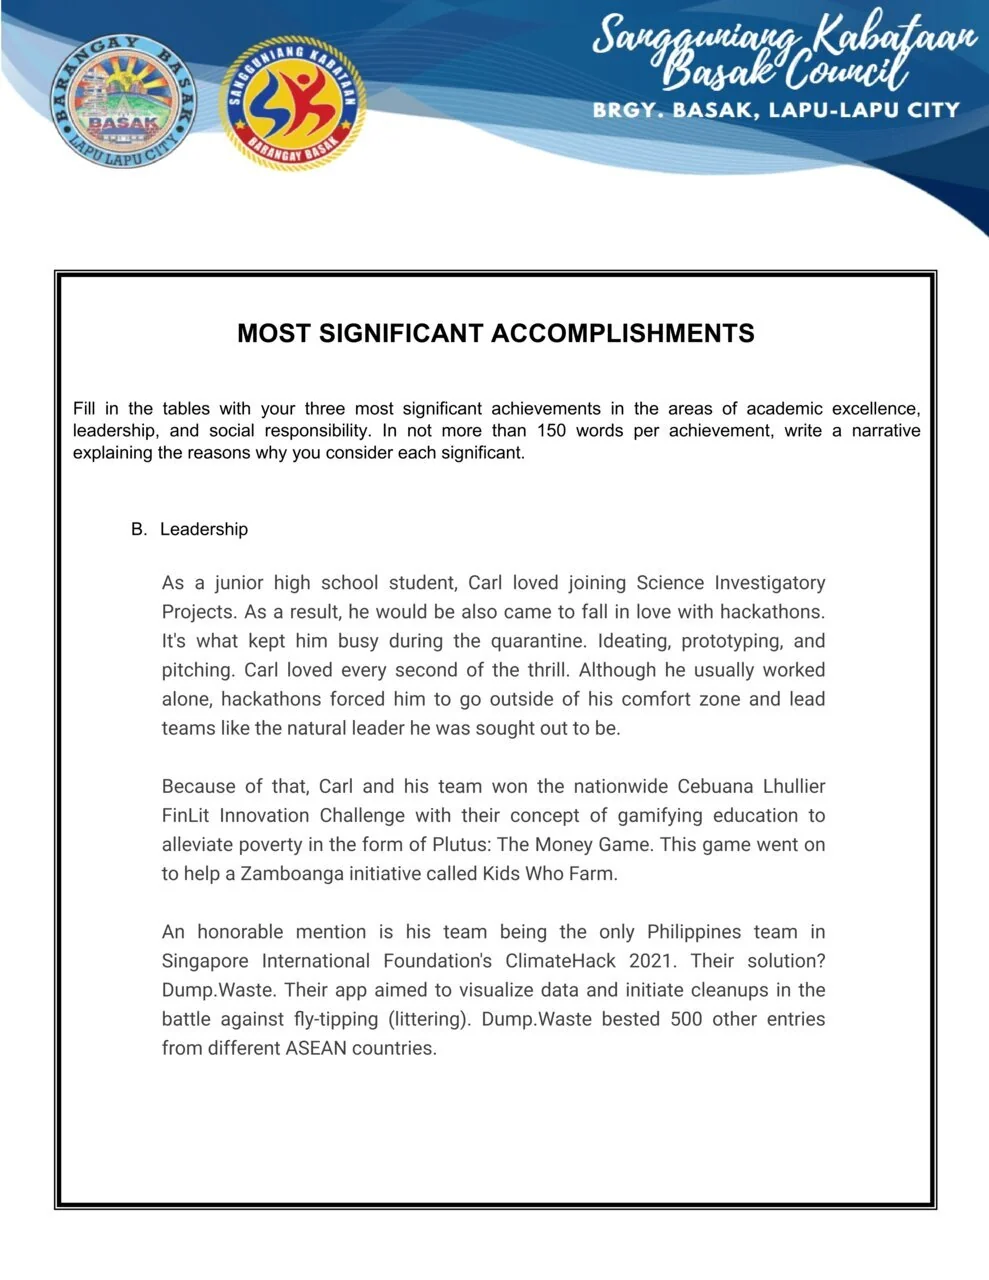 BARANGAY BASAK
BASAK
LAPU LAPU CITY
SANGGUNIANG KABATAAN
BARANGAY BASAK
Sangguniang Kabataan
Basak Council
BRGY. BASAK, LAPU-LAPU CITY
MOST SIGNIFICANT ACCOMPLISHMENTS
Fill in the tables with your three most significant achievements in the areas of academic excellence,
leadership, and social responsibility. In not more than 150 words per achievement, write a narrative
explaining the reasons why you consider each significant.
B. Leadership
As a junior high school student, Carl loved joining Science Investigatory
Projects. As a result, he would be also came to fall in love with hackathons.
It's what kept him busy during the quarantine. Ideating, prototyping, and
pitching. Carl loved every second of the thrill. Although he usually worked
alone, hackathons forced him to go outside of his comfort zone and lead
teams like the natural leader he was sought out to be.
Because of that, Carl and his team won the nationwide Cebuana Lhullier
FinLit Innovation Challenge with their concept of gamifying education to
alleviate poverty in the form of Plutus: The Money Game. This game went on
to help a Zamboanga initiative called Kids Who Farm.
An honorable mention is his team being the only Philippines team in
Singapore International Foundation's ClimateHack 2021. Their solution?
Dump.Waste. Their app aimed to visualize data and initiate cleanups in the
battle against fly-tipping (littering). Dump.Waste bested 500 other entries
from different ASEAN countries.